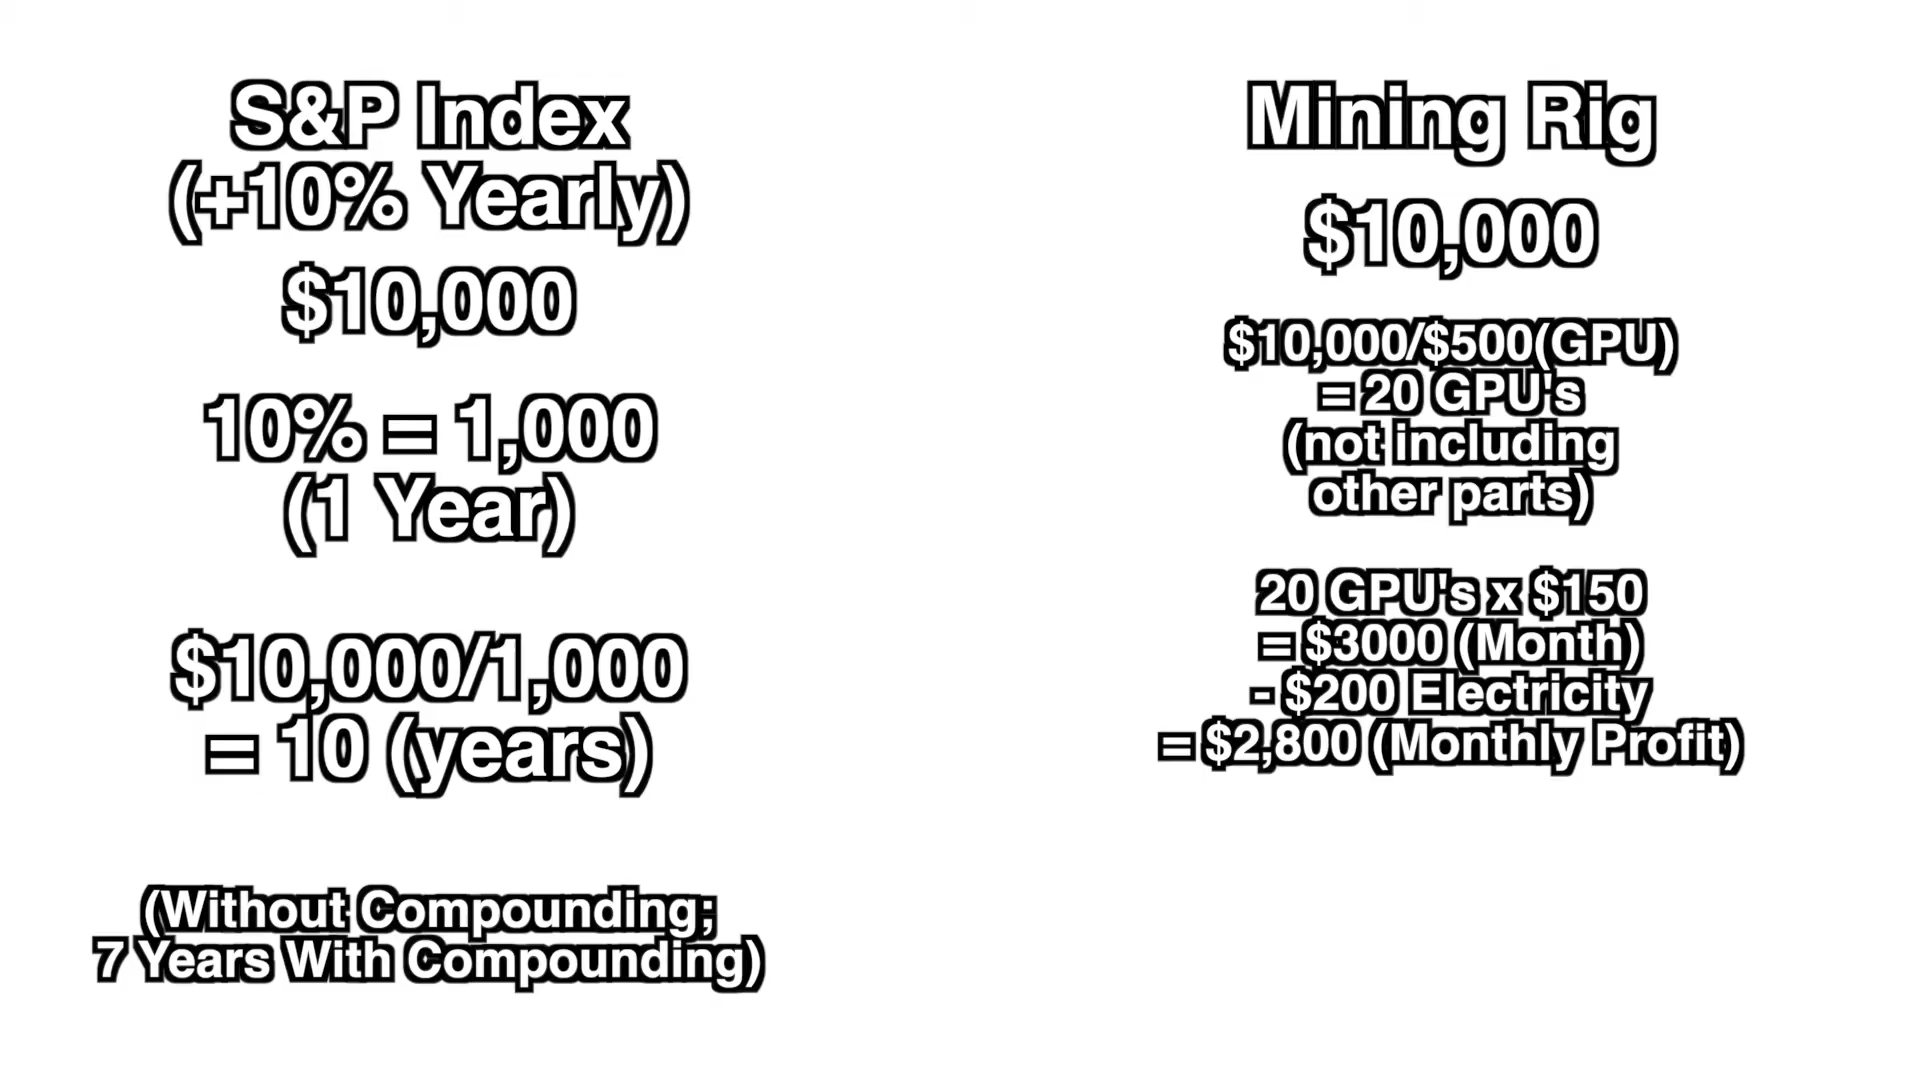 S&P Index
(+10% Yearly)
$10,000
10% = 1,000
(1 Year)
$10,000/1,000
= 10 (years)
(Without Compounding;
7 Years With Compounding)
Mining Rig
$10,000
$10,000/$500(GPU)
= 20 GPU's
(not including
other parts)
20 GPU's x $150
= $3000 (Month)
- $200 Electricity
= $2,800 (Monthly Profit)